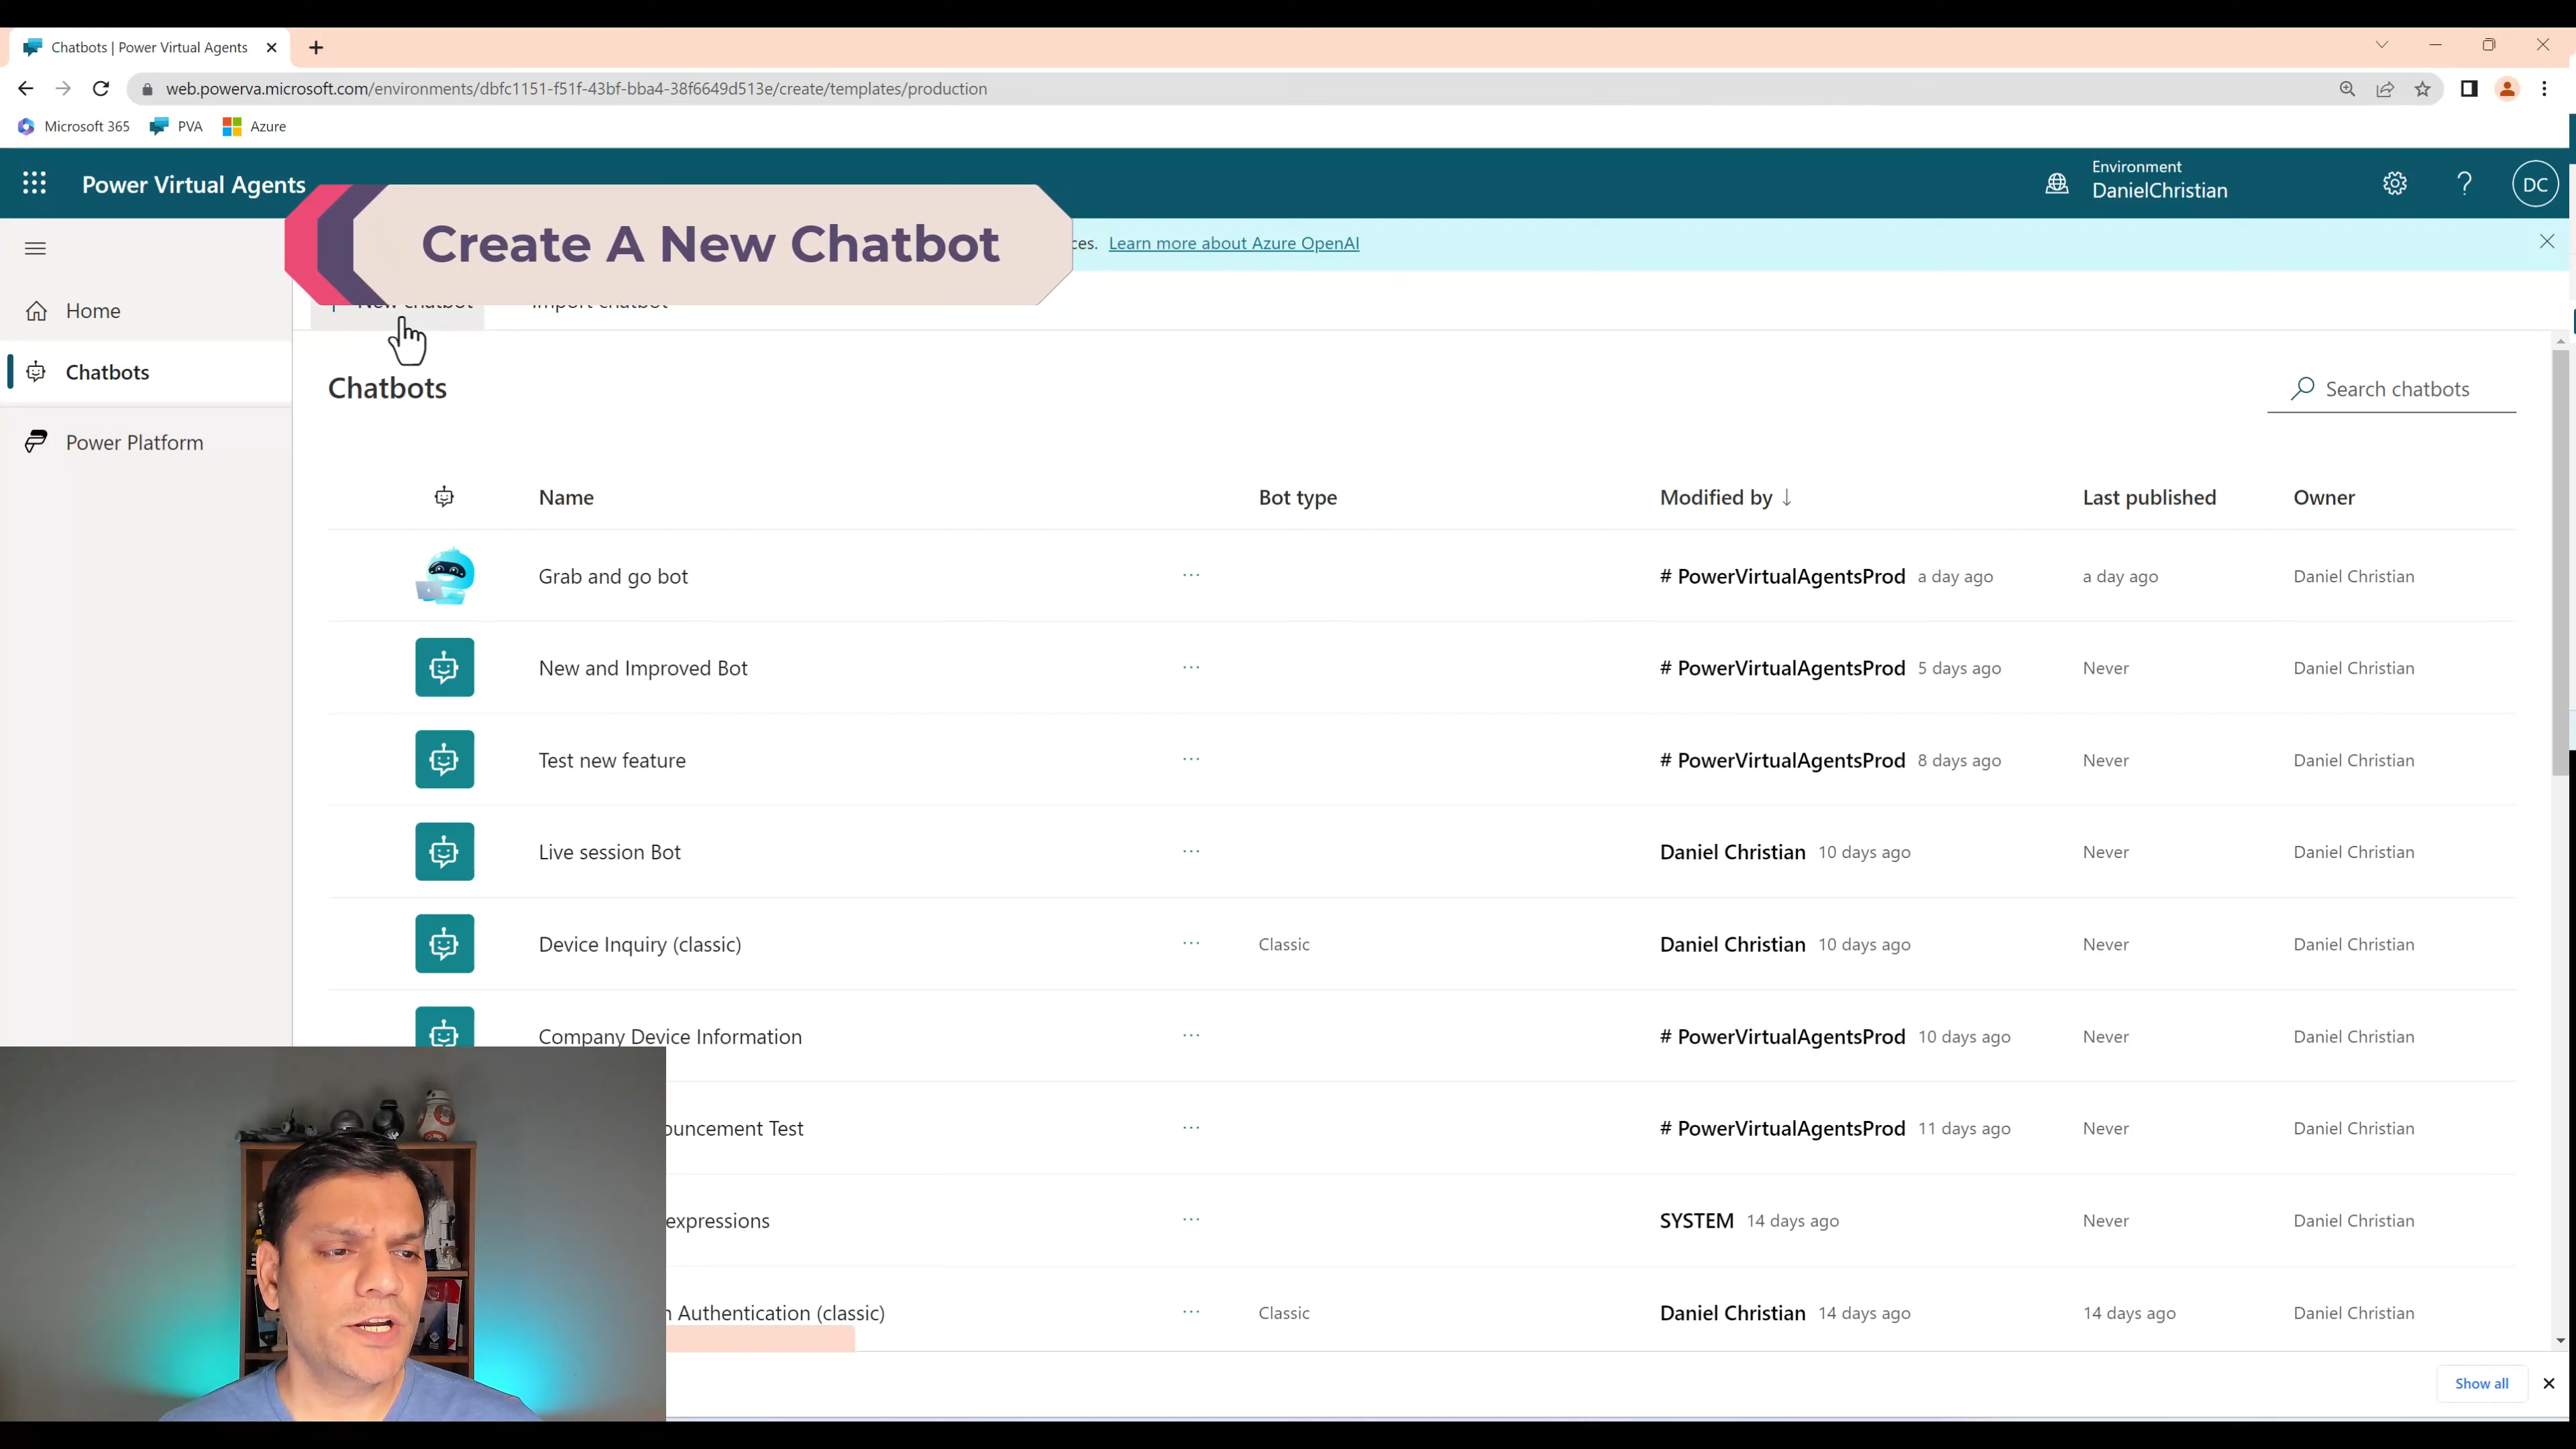 Chatbots | Power Virtual Agents
web.powerva.microsoft.com/environments/dbfc1151-f51f-43bf-bba4-38f6649d513e/create/templates/production
Microsoft 365 PVA Azure
Power Virtual Agents
Environment
DanielChristian
DC
Create A New Chatbot
ces. Learn more about Azure OpenAI
+ New chatbot Import chatbot
Home
Chatbots
Power Platform
Chatbots
Search chatbots
Name Bot type Modified by Last published Owner
Grab and go bot ... # PowerVirtualAgentsProd a day ago a day ago Daniel Christian
New and Improved Bot ... # PowerVirtualAgentsProd 5 days ago Never Daniel Christian
Test new feature ... # PowerVirtualAgentsProd 8 days ago Never Daniel Christian
Live session Bot ... Daniel Christian 10 days ago Never Daniel Christian
Device Inquiry (classic) ... Classic Daniel Christian 10 days ago Never Daniel Christian
Company Device Information ... # PowerVirtualAgentsProd 10 days ago Never Daniel Christian
ouncement Test ... # PowerVirtualAgentsProd 11 days ago Never Daniel Christian
expressions ... SYSTEM 14 days ago Never Daniel Christian
n Authentication (classic) ... Classic Daniel Christian 14 days ago 14 days ago Daniel Christian
Show all